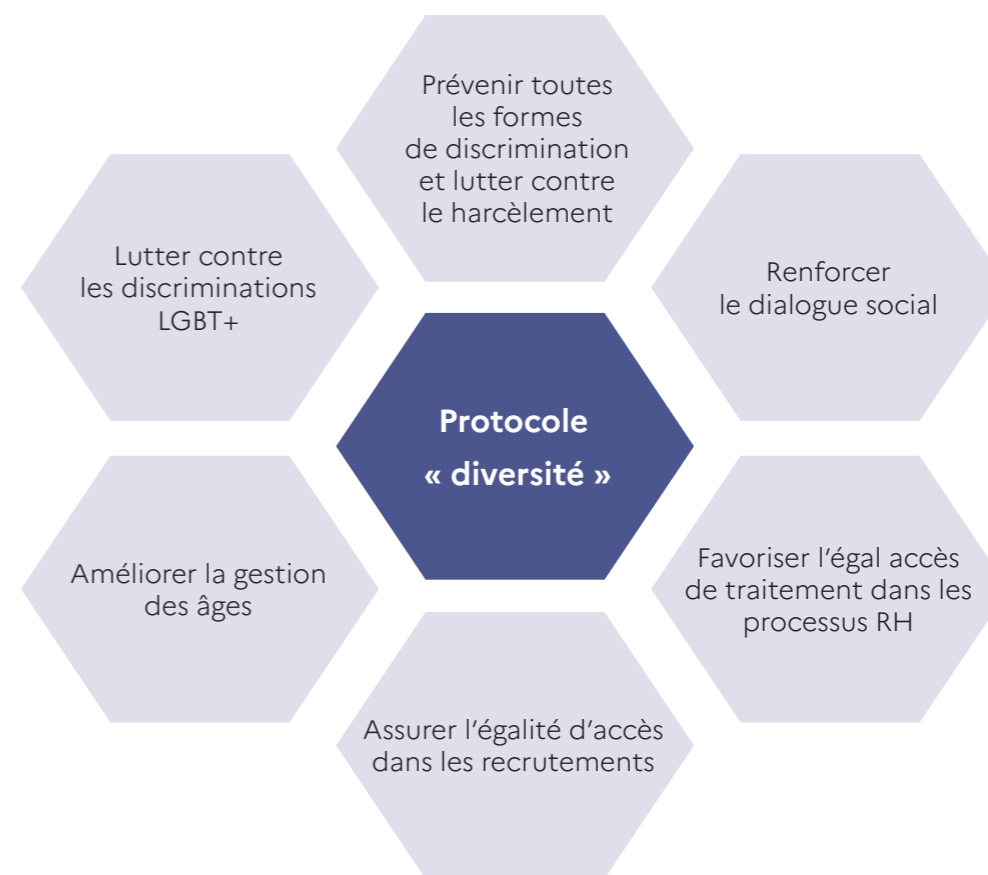 Prévenir toutes
les formes
de discrimination
et lutter contre
le harcèlement
Lutter contre
les discriminations
LGBT+
Renforcer
le dialogue social
Protocole
« diversité »
Améliorer la gestion
des âges
Favoriser l’égal accès
de traitement dans les
processus RH
Assurer l’égalité d’accès
dans les recrutements